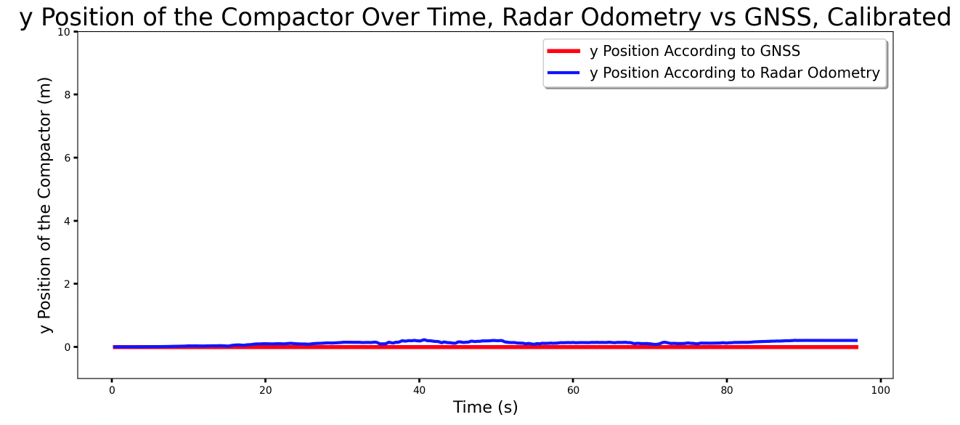 y Position of the Compactor Over Time, Radar Odometry vs GNSS, Calibrated
y Position According to GNSS
y Position According to Radar Odometry
y Position of the Compactor (m)
10
8
6
4
2
0
0 20 40 60 80 100
Time (s)